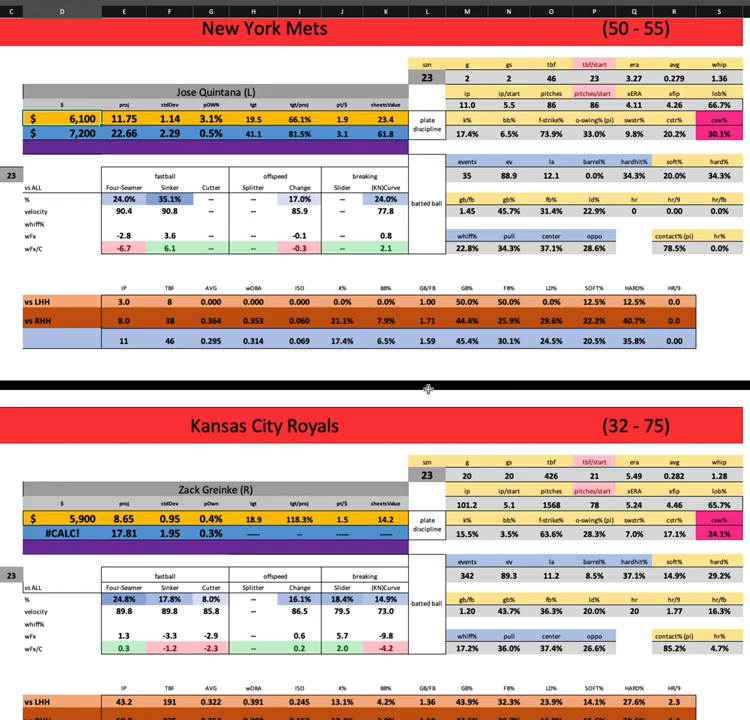 C D E F G H I J K L M N O P Q R S
New York Mets (50 - 55)
szn g gs tbf tbf/start era avg whip
23 2 2 46 23 3.27 0.279 1.36
Jose Quintana (L) ip ip/start pitches pitches/start xERA xfip lob%
$ proj stdDev pOWN tgt tgt/proj pt/$ sheetsValue 11.0 5.5 86 86 4.11 4.26 66.7%
$ 6,100 11.75 1.14 3.1% 19.5 66.1% 1.9 23.4 plate discipline k% bb% f-strike% o-swing% (pi) swstr% cstr% csw%
$ 7,200 22.66 2.29 0.5% 41.1 81.5% 3.1 61.8 17.4% 6.5% 73.9% 33.0% 9.8% 20.2% 30.1%
events ev la barrel% hardhit% soft% hard%
23 fastball offspeed breaking 35 88.9 12.1 0.0% 34.3% 20.0% 34.3%
vs ALL Four-Seamer Sinker Cutter Splitter Change Slider (KN)Curve
% 24.0% 35.1% -- -- 17.0% -- 24.0% batted ball gb/fb gb% fb% ld% hr hr/9 hr/fb
velocity 90.4 90.8 -- -- 85.9 -- 77.8 1.45 45.7% 31.4% 22.9% 0 0.00 0.0%
whiff%
wFx -2.8 3.6 -- -- -0.1 -- 0.8 whiff% pull center oppo contact% (pi) hr%
wFx/C -6.7 6.1 -- -- -0.3 -- 2.1 22.8% 34.3% 37.1% 28.6% 78.5% 0.0%
IP TBF AVG wOBA ISO K% BB% GB/FB GB% FB% LD% SOFT% HARD% HR/9
vs LHH 3.0 8 0.000 0.000 0.000 0.0% 0.0% 1.00 50.0% 50.0% 0.0% 12.5% 12.5% 0.0
vs RHH 8.0 38 0.364 0.353 0.060 21.1% 7.9% 1.71 44.4% 25.9% 29.6% 22.2% 40.7% 0.0
11 46 0.295 0.314 0.069 17.4% 6.5% 1.59 45.4% 30.1% 24.5% 20.5% 35.8% 0.00
Kansas City Royals (32 - 75)
szn g gs tbf tbf/start era avg whip
23 20 20 426 21 5.49 0.282 1.28
Zack Greinke (R) ip ip/start pitches pitches/start xERA xfip lob%
$ proj stdDev pOwn tgt tgt/proj pt/$ sheetsValue 101.2 5.1 1568 78 5.24 4.46 65.7%
$ 5,900 8.65 0.95 0.4% 18.9 118.3% 1.5 14.2 plate discipline k% bb% f-strike% o-swing% (pi) swstr% cstr% csw%
#CALC! 17.81 1.95 0.3% ----- -- ----- ----- 15.5% 3.5% 63.6% 28.3% 7.0% 17.1% 24.1%
events ev la barrel% hardhit% soft% hard%
23 fastball offspeed breaking 342 89.3 11.2 8.5% 37.1% 14.9% 29.2%
vs ALL Four-Seamer Sinker Cutter Splitter Change Slider (KN)Curve
% 24.8% 17.8% 8.0% -- 16.1% 18.4% 14.9% batted ball gb/fb gb% fb% ld% hr hr/9 hr/fb
velocity 89.8 89.8 85.8 -- 86.5 79.5 73.0 1.20 43.7% 36.3% 20.0% 20 1.77 16.3%
whiff%
wFx 1.3 -3.3 -2.9 -- 0.6 5.7 -9.8 whiff% pull center oppo contact% (pi) hr%
wFx/C 0.3 -1.2 -2.3 -- 0.2 2.0 -4.2 17.2% 36.0% 37.4% 26.6% 85.2% 4.7%
IP TBF AVG wOBA ISO K% BB% GB/FB GB% FB% LD% SOFT% HARD% HR/9
vs LHH 43.2 191 0.322 0.391 0.245 13.1% 4.2% 1.36 43.9% 32.3% 23.9% 14.1% 27.6% 2.3
vs RHH